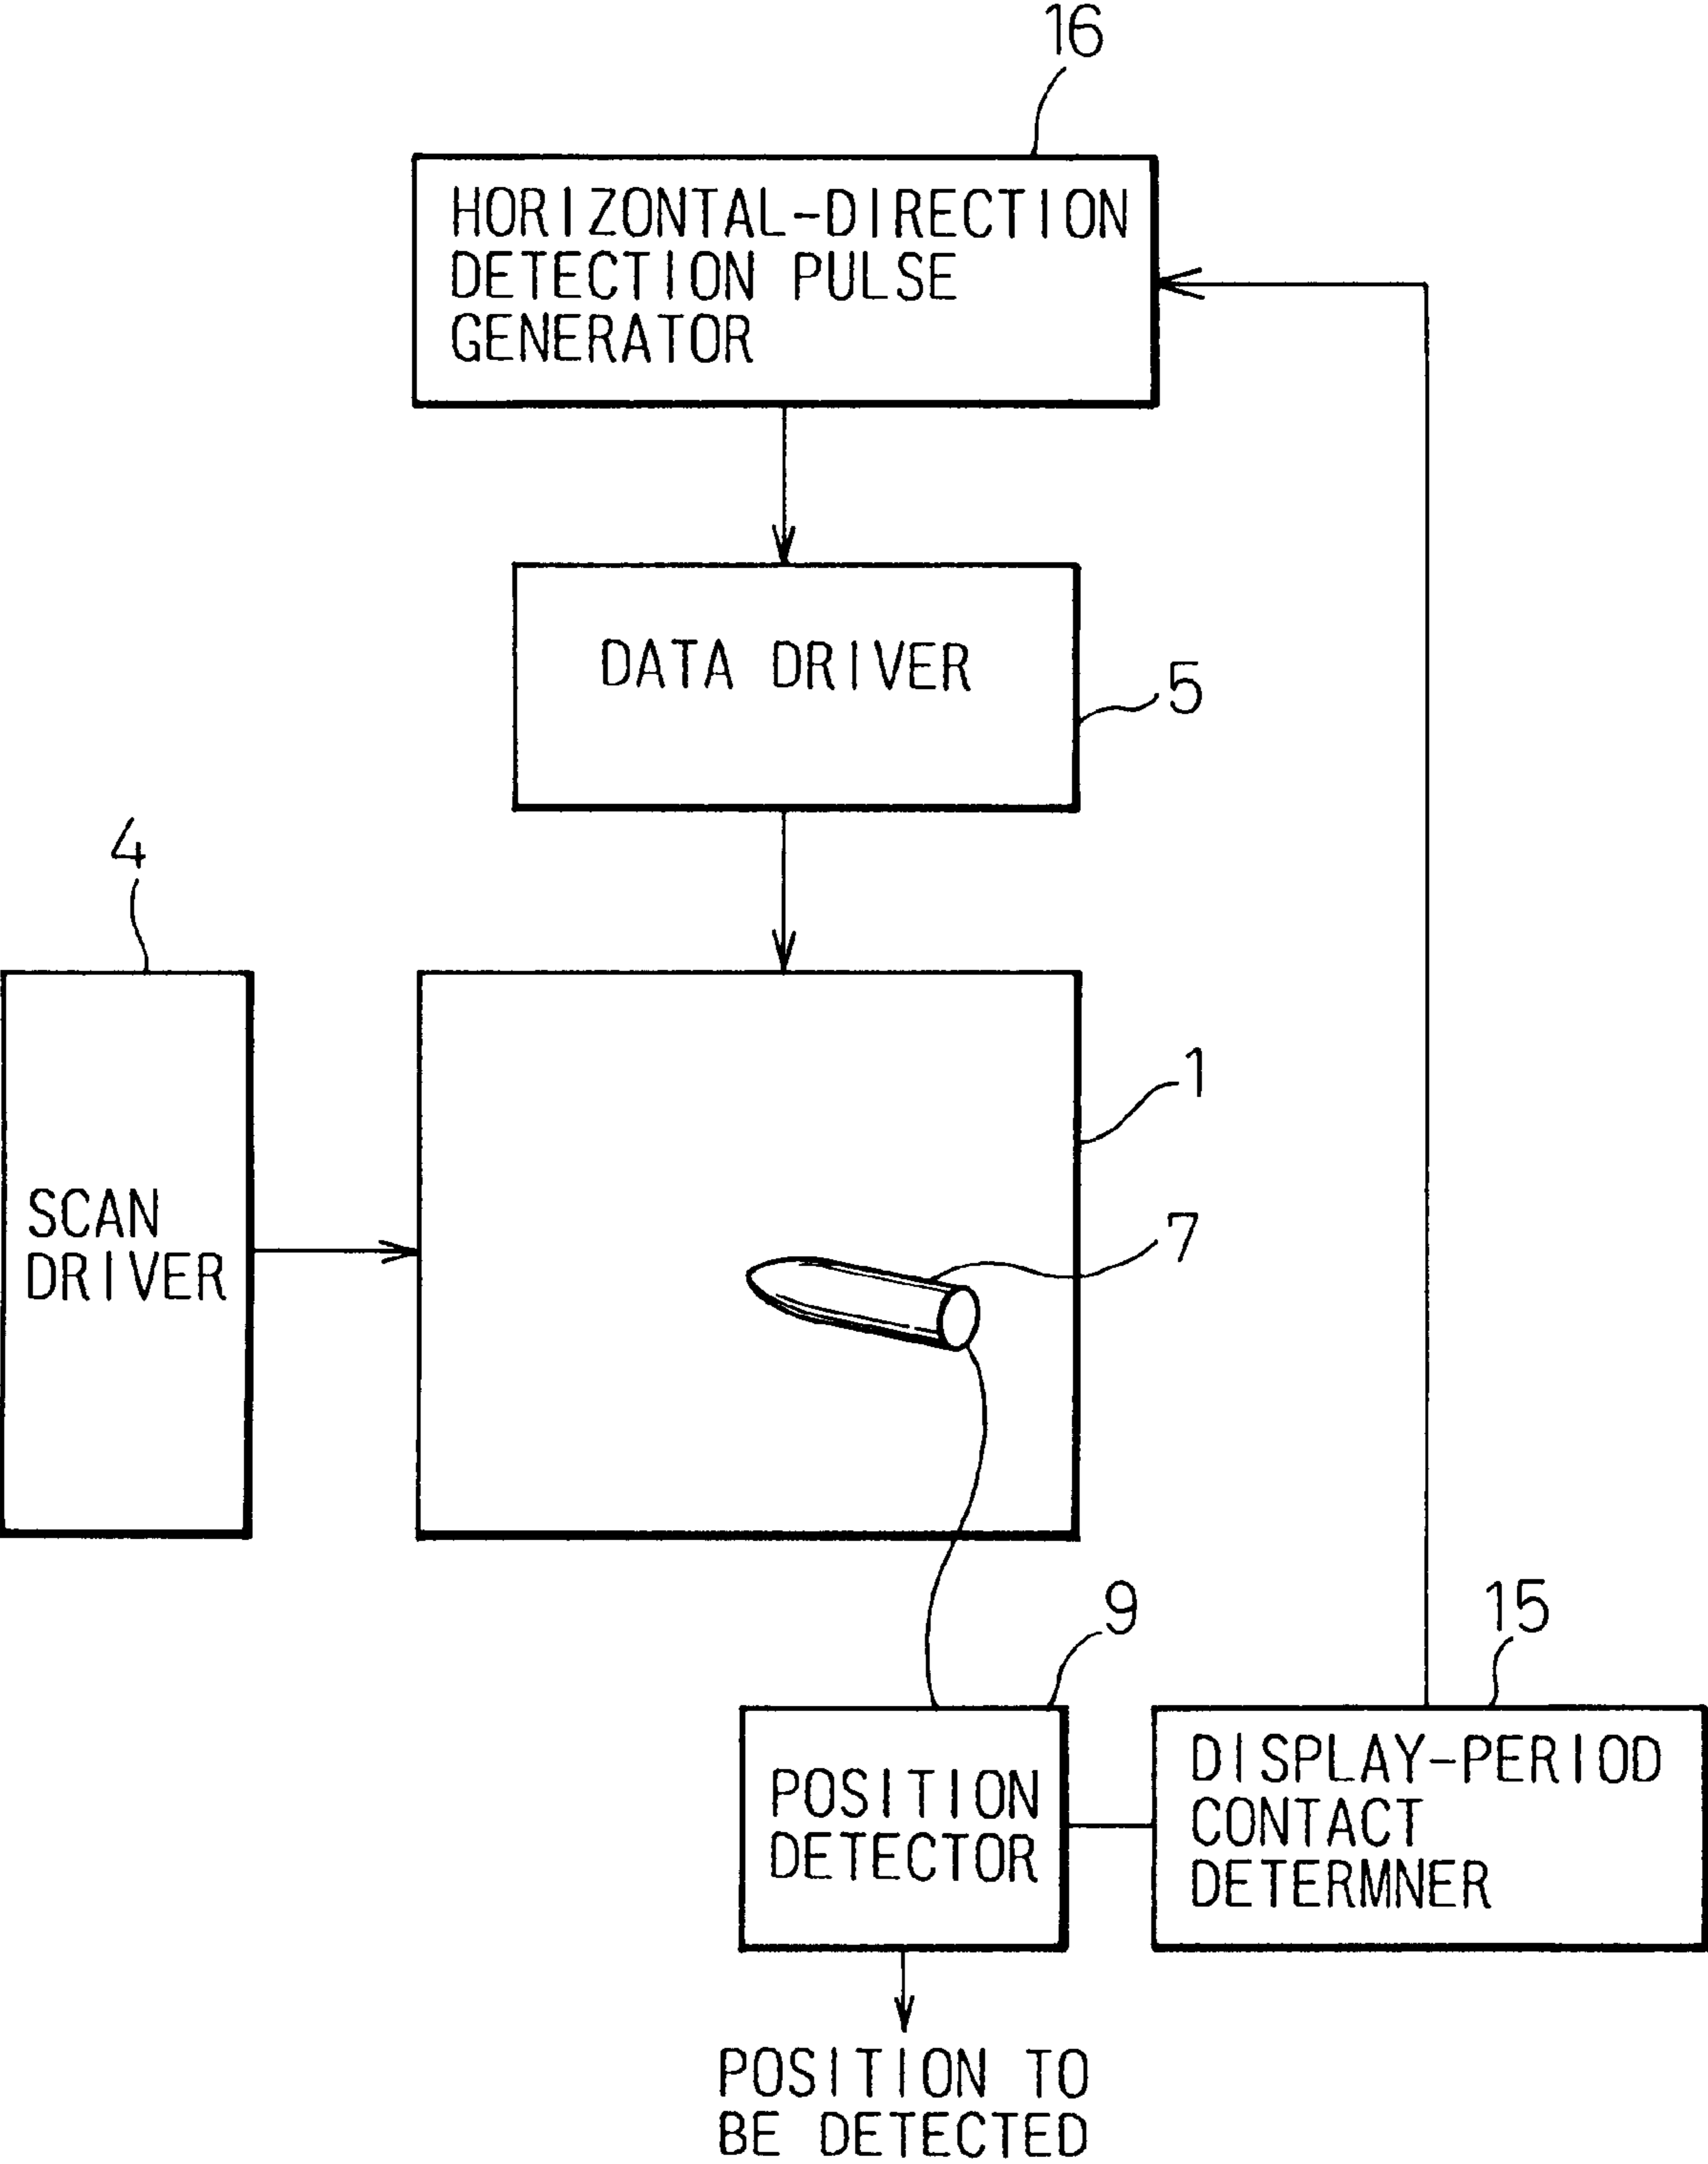 16
HORIZONTAL-DIRECTION
DETECTION PULSE
GENERATOR
DATA DRIVER
5
4
1
SCAN
DRIVER
7
9
15
POSITION
DETECTOR
DISPLAY-PERIOD
CONTACT
DETERMNER
POSITION TO
BE DETECTED